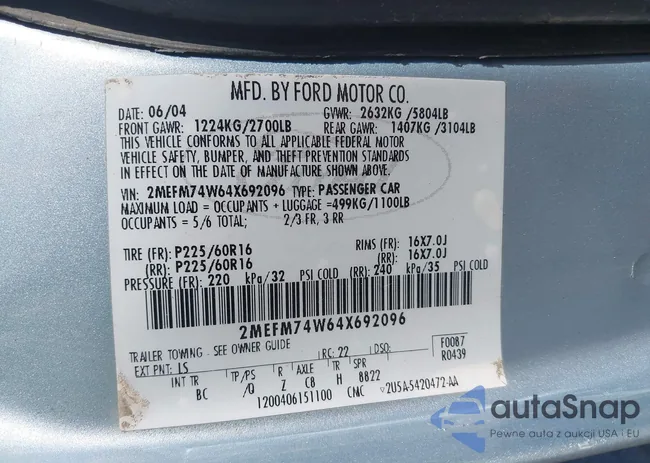 MFD. BY FORD MOTOR CO.
DATE: 06/04 GVWR: 2632KG /5804LB
FRONT GAWR: 1224KG/2700LB REAR GAWR: 1407KG /3104LB
THIS VEHICLE CONFORMS TO ALL APPLICABLE FEDERAL MOTOR
VEHICLE SAFETY, BUMPER, AND THEFT PREVENTION STANDARDS
IN EFFECT ON THE DATE OF MANUFACTURE SHOWN ABOVE.
VIN: 2MEFM74W64X692096 TYPE: PASSENGER CAR
MAXIMUM LOAD = OCCUPANTS + LUGGAGE =499KG/1100LB
OCCUPANTS = 5/6 TOTAL; 2/3 FR, 3 RR
TIRE (FR): P225/60R16 RIMS (FR): 16X7.0J
(RR): P225/60R16 (RR): 16X7.0J
PRESSURE (FR): 220 kPa/32 PSI COLD (RR): 240 kPa/35 PSI COLD
2MEFM74W64X692096
TRAILER TOWING - SEE OWNER GUIDE
EXT PNT: LS RC: 22 DSO: F0087
R0439
INT TR TP/PS R AXLE TR SPR
BC /Q Z C8 H 8822
1200406151100 CMC 2U5A-5420472-AA
autoSnap
Pewne auta z aukcji USA i EU